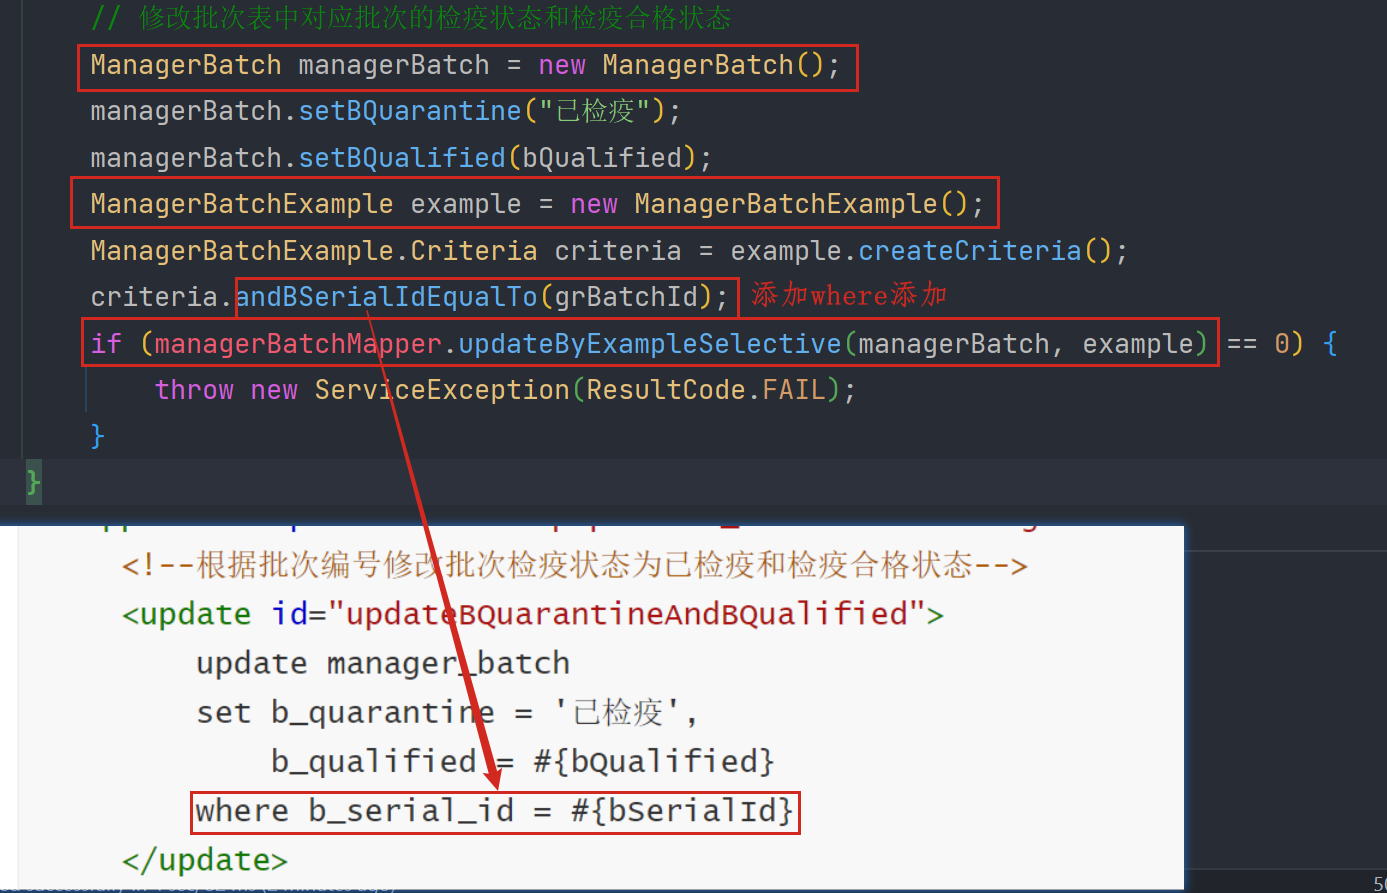 // 修改批次表中对应批次的检疫状态和检疫合格状态
ManagerBatch managerBatch = new ManagerBatch();
managerBatch.setBQuarantine("已检疫");
managerBatch.setBQualified(bQualified);
ManagerBatchExample example = new ManagerBatchExample();
ManagerBatchExample.Criteria criteria = example.createCriteria();
criteria.andBSerialIdEqualTo(grBatchId); 添加where添加
if (managerBatchMapper.updateByExampleSelective(managerBatch, example) == 0) {
throw new ServiceException(ResultCode.FAIL);
}
}
<!--根据批次编号修改批次检疫状态为已检疫和检疫合格状态-->
<update id="updateBQuarantineAndBQualified">
update manager_batch
set b_quarantine = '已检疫',
b_qualified = #{bQualified}
where b_serial_id = #{bSerialId}
</update>